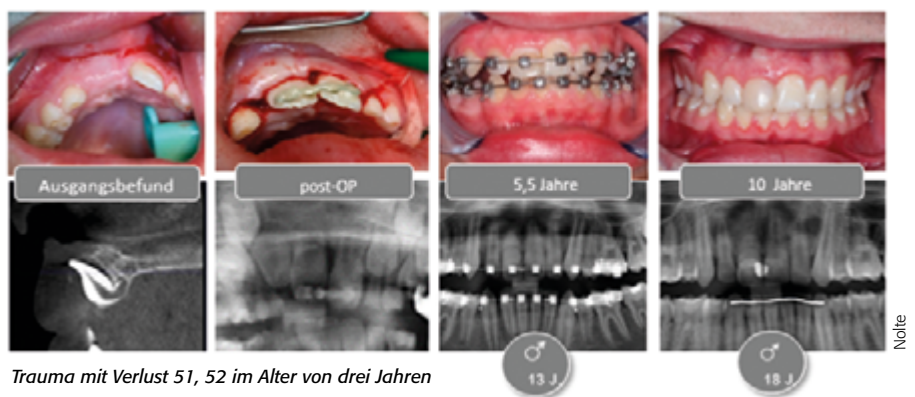 Ausgangsbefund
post-OP
5,5 Jahre
10 Jahre
♂
13 J.
♂
18 J.
Nolte
Trauma mit Verlust 51, 52 im Alter von drei Jahren